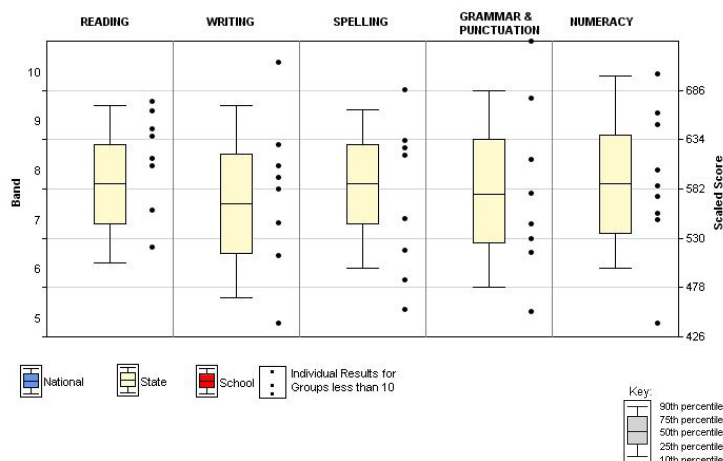 READING WRITING SPELLING GRAMMAR & PUNCTUATION NUMERACY
10
9
8
7
6
5
Band
686
634
582
530
478
426
Scaled Score
National
State
School
Individual Results for
Groups less than 10
Key:
90th percentile
75th percentile
50th percentile
25th percentile
10th percentile